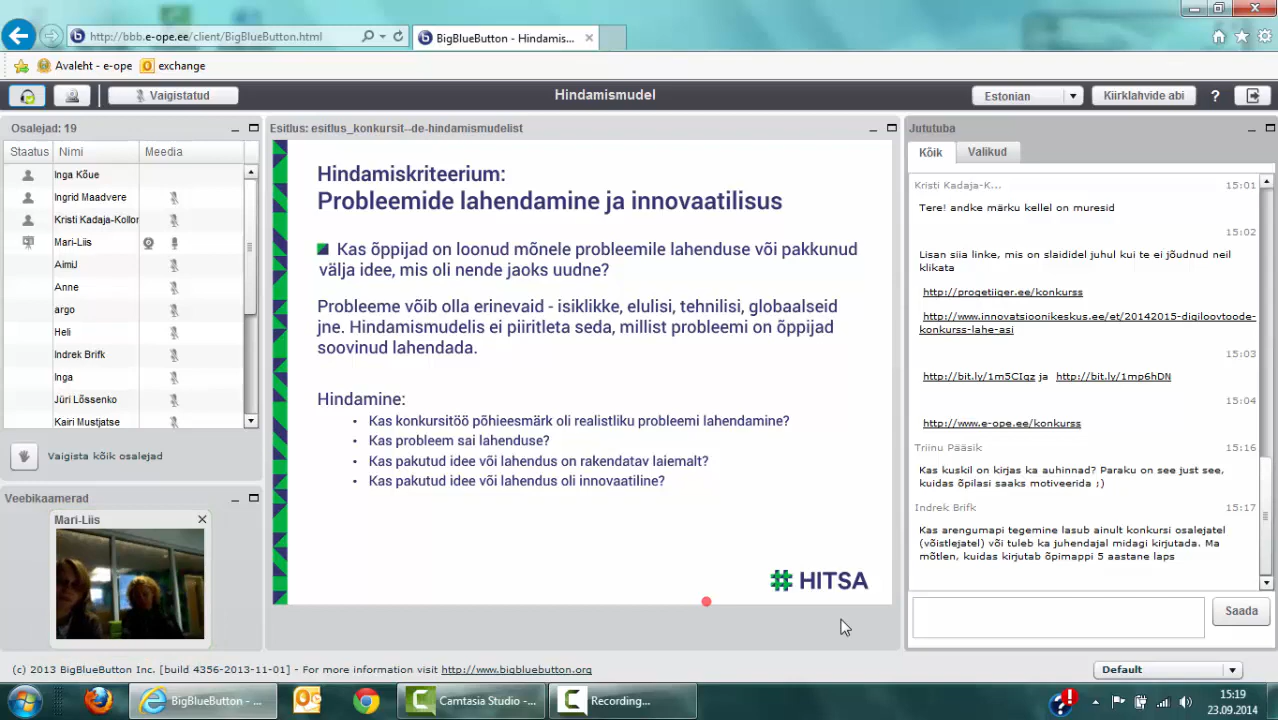 http://bbb.e-ope.ee/client/BigBlueButton.html
BigBlueButton - Hindamis...
Avaleht - e-ope
exchange
Vaigistatud
Hindamismudel
Estonian
Kiirklahvide abi
?
Osalejad: 19
Staatus
Nimi
Meedia
Inga Kõue
Ingrid Maadvere
Kristi Kadaja-Kollor
Mari-Liis
AimiJ
Anne
argo
Heli
Indrek Brifk
Inga
Jüri Lõssenko
Kairi Mustjatse
Vaigista kõik osalejad
Veebikaamerad
Mari-Liis
Esitlus: esitlus_konkursit--de-hindamismudelist
Hindamiskriteerium:
Probleemide lahendamine ja innovaatilisus
Kas õppijad on loonud mõnele probleemile lahenduse või pakkunud
välja idee, mis oli nende jaoks uudne?
Probleeme võib olla erinevaid - isiklikke, elulisi, tehnilisi, globaalseid
jne. Hindamismudelis ei piiritleta seda, millist probleemi on õppijad
soovinud lahendada.
Hindamine:
• Kas konkursitöö põhieesmärk oli realistliku probleemi lahendamine?
• Kas probleem sai lahenduse?
• Kas pakutud idee või lahendus on rakendatav laiemalt?
• Kas pakutud idee või lahendus oli innovaatiline?
HITSA
Jututuba
Kõik
Valikud
Kristi Kadaja-K...
15:01
Tere! andke märku kellel on muresid
15:02
Lisan siia linke, mis on slaididel juhul kui te ei jõudnud neil
klikata
http://progetiiger.ee/konkurss
http://www.innovatsioonikeskus.ee/et/20142015-digiloovtoode-
konkurss-lahe-asi
15:03
http://bit.ly/1m5CIqz ja http://bit.ly/1mp6hDN
15:04
http://www.e-ope.ee/konkurss
Triinu Pääsik
15:16
Kas kuskil on kirjas ka auhinnad? Paraku on see just see,
kuidas õpilasi saaks motiveerida ;)
Indrek Brifk
15:17
Kas arengumapi tegemine lasub ainult konkursi osalejatel
(võistlejatel) või tuleb ka juhendajal midagi kirjutada. Ma
mõtlen, kuidas kirjutab õpimappi 5 aastane laps
Saada
(c) 2013 BigBlueButton Inc. [build 4356-2013-11-01] - For more information visit http://www.bigbluebutton.org
Default
BigBlueButton - ...
Camtasia Studio -...
Recording...
15:19
23.09.2014